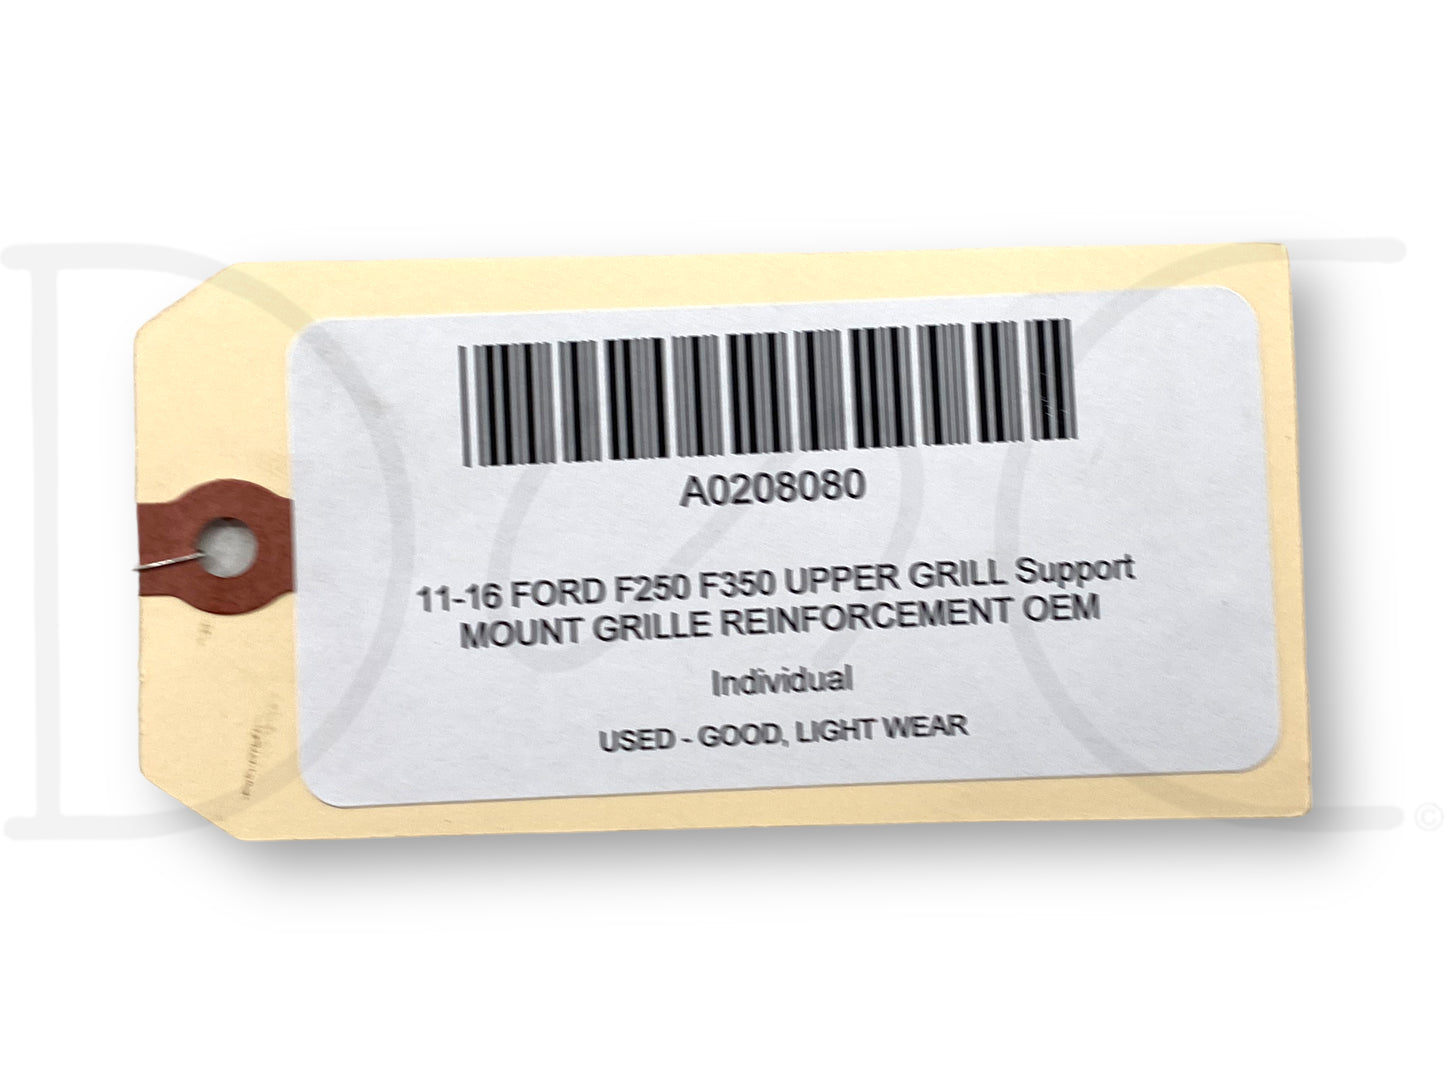 A0208080
11-16 FORD F250 F350 UPPER GRILL Support
MOUNT GRILLE REINFORCEMENT OEM
Individual
USED - GOOD, LIGHT WEAR
©